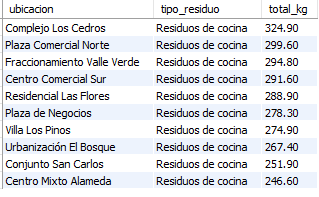 ubicacion tipo_residuo total_kg
Complejo Los Cedros Residuos de cocina 324.90
Plaza Comercial Norte Residuos de cocina 299.60
Fraccionamiento Valle Verde Residuos de cocina 294.80
Centro Comercial Sur Residuos de cocina 291.60
Residencial Las Flores Residuos de cocina 288.90
Plaza de Negocios Residuos de cocina 278.30
Villa Los Pinos Residuos de cocina 274.90
Urbanización El Bosque Residuos de cocina 267.40
Conjunto San Carlos Residuos de cocina 251.90
Centro Mixto Alameda Residuos de cocina 246.60